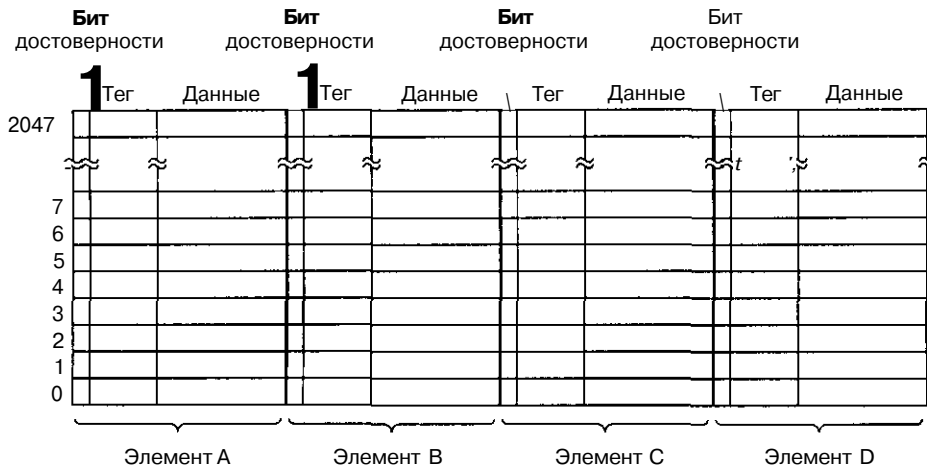 Бит Бит Бит Бит
достоверности достоверности достоверности достоверности
1 Тег Данные 1 Тег Данные \ Тег Данные \ Тег Данные
2047
t
7
6
5
4
3
2
1
0
Элемент A Элемент B Элемент C Элемент D